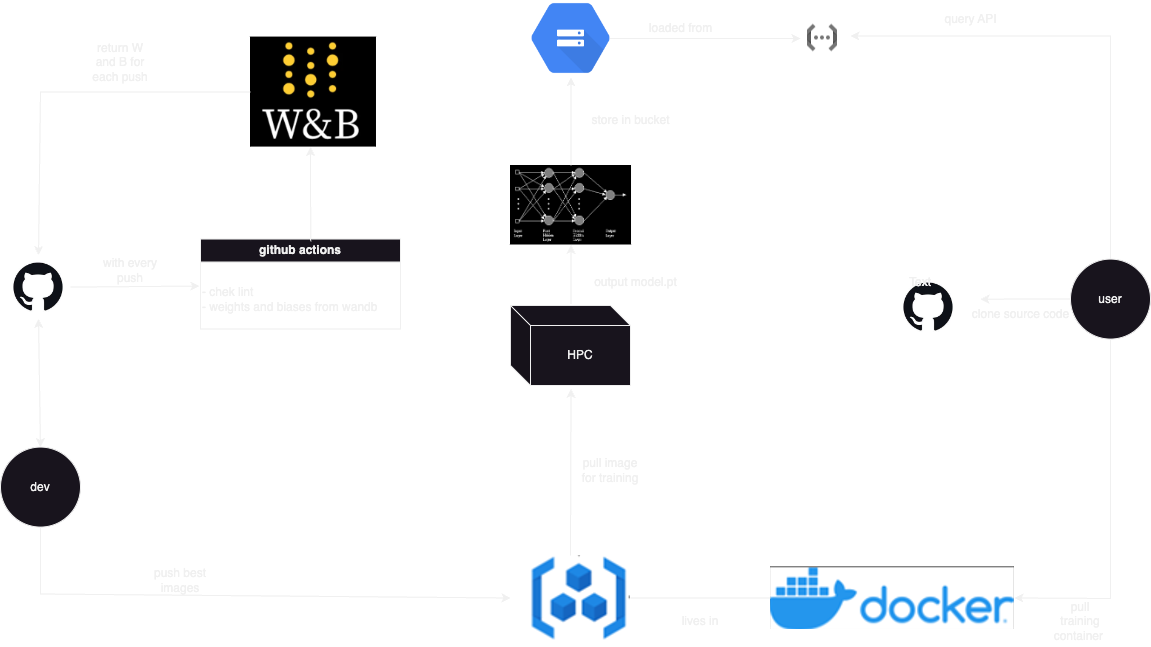 query API
loaded from
return W
and B for
each push
W&B
store in bucket
github actions
with every
push
- chek lint
- weights and biases from wandb
output model.pt
Text
user
clone source code
HPC
pull image
for training
dev
push best
images
docker
lives in
pull
training
container